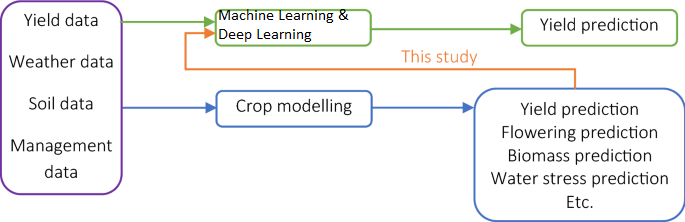 Yield data
Weather data
Soil data
Management
data
Machine Learning &
Deep Learning
Yield prediction
This study
Crop modelling
Yield prediction
Flowering prediction
Biomass prediction
Water stress prediction
Etc.